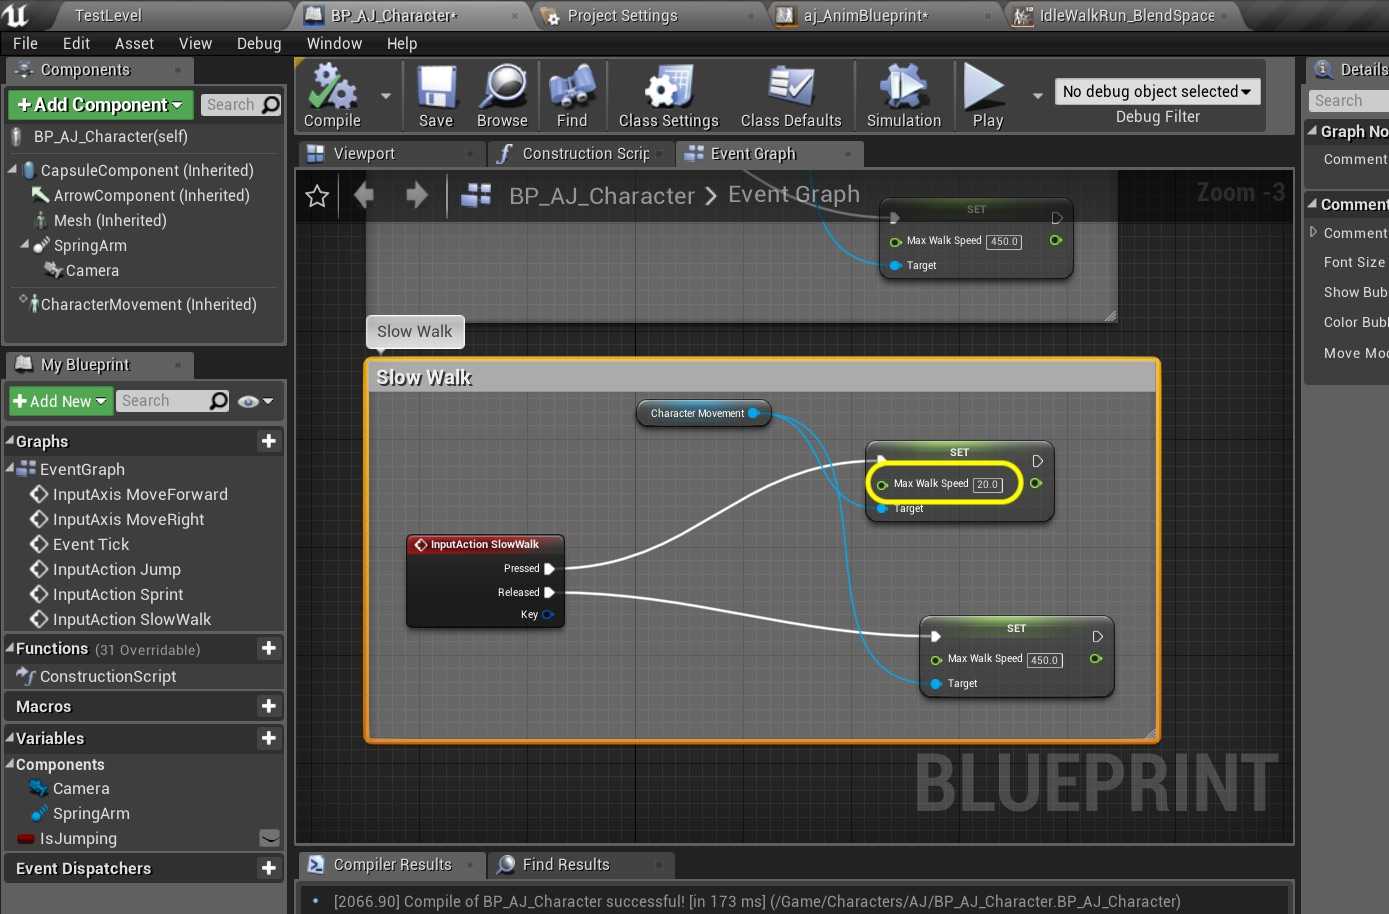 TestLevel
BP_AJ_Character*
Project Settings
aj_AnimBlueprint*
IdleWalkRun_BlendSpace
File Edit Asset View Debug Window Help
Components
+Add Component
Search
BP_AJ_Character(self)
CapsuleComponent (Inherited)
ArrowComponent (Inherited)
Mesh (Inherited)
SpringArm
Camera
CharacterMovement (Inherited)
My Blueprint
+Add New
Search
Graphs
EventGraph
InputAxis MoveForward
InputAxis MoveRight
Event Tick
InputAction Jump
InputAction Sprint
InputAction SlowWalk
Functions (31 Overridable)
ConstructionScript
Macros
Variables
Components
Camera
SpringArm
IsJumping
Event Dispatchers
Compile
Save
Browse
Find
Class Settings
Class Defaults
Simulation
Play
No debug object selected
Debug Filter
Viewport
Construction Scrip
Event Graph
BP_AJ_Character > Event Graph
Zoom -3
SET
Max Walk Speed 450.0
Target
Slow Walk
Slow Walk
Character Movement
SET
Max Walk Speed 20.0
Target
InputAction SlowWalk
Pressed
Released
Key
SET
Max Walk Speed 450.0
Target
BLUEPRINT
Compiler Results
Find Results
[2066.90] Compile of BP_AJ_Character successful! [in 173 ms] (/Game/Characters/AJ/BP_AJ_Character.BP_AJ_Character)
Details
Search
Graph No
Comment
Comment
Comment
Font Size
Show Bub
Color Bub
Move Mo